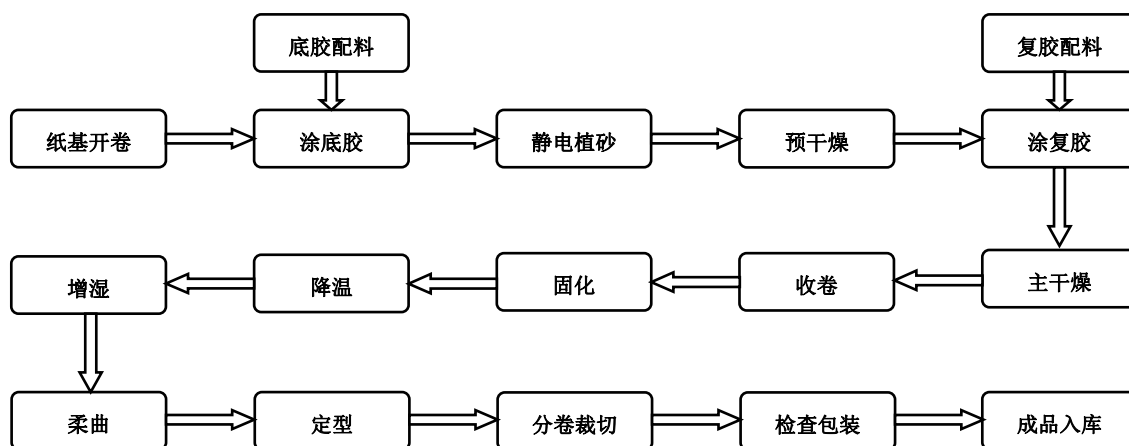 底胶配料
复胶配料
纸基开卷
涂底胶
静电植砂
预干燥
涂复胶
增湿
降温
固化
收卷
主干燥
柔曲
定型
分卷裁切
检查包装
成品入库